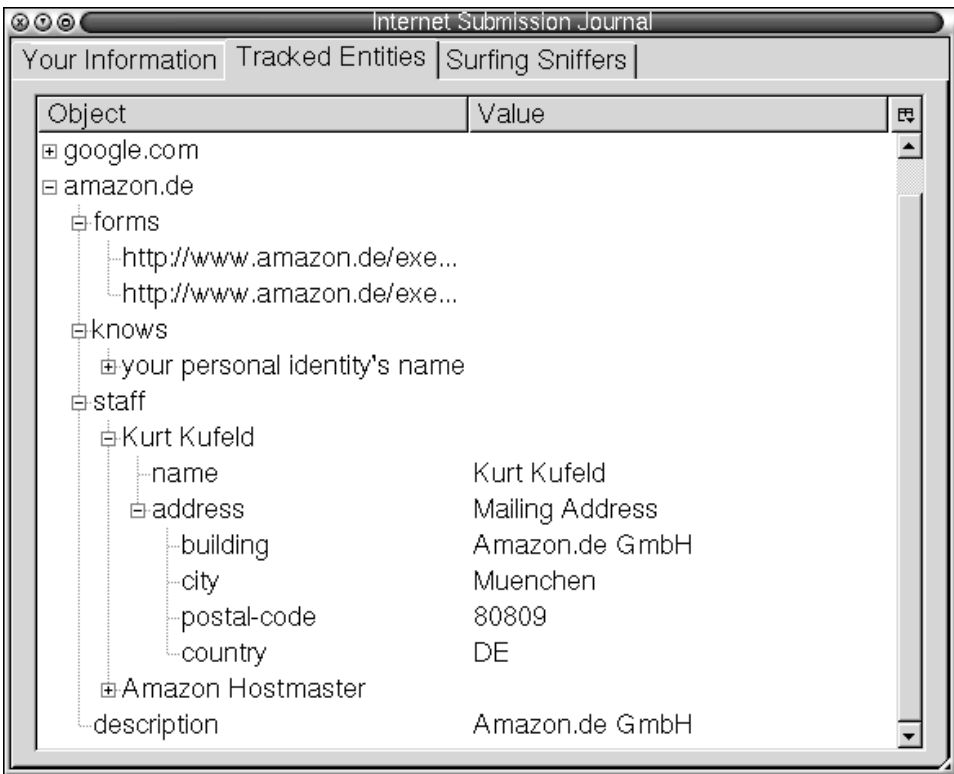 Internet Submission Journal
Your Information Tracked Entities Surfing Sniffers
Object Value
google.com
amazon.de
forms
http://www.amazon.de/exe...
http://www.amazon.de/exe...
knows
your personal identity's name
staff
Kurt Kufeld
name Kurt Kufeld
address Mailing Address
building Amazon.de GmbH
city Muenchen
postal-code 80809
country DE
Amazon Hostmaster
description Amazon.de GmbH